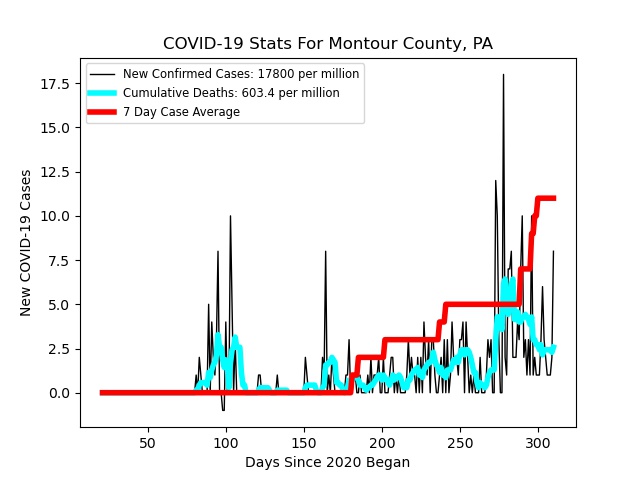 COVID-19 Stats For Montour County, PA
New Confirmed Cases: 17800 per million
Cumulative Deaths: 603.4 per million
7 Day Case Average
New COVID-19 Cases
17.5
15.0
12.5
10.0
7.5
5.0
2.5
0.0
50 100 150 200 250 300
Days Since 2020 Began